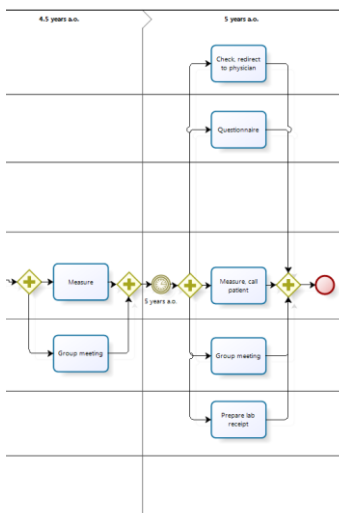 4.5 years a.o.
5 years a.o.
Check, redirect
to physician
Questionnaire
Measure
5 years a.o.
Measure, call
patient
Group meeting
Group meeting
Prepare lab
receipt